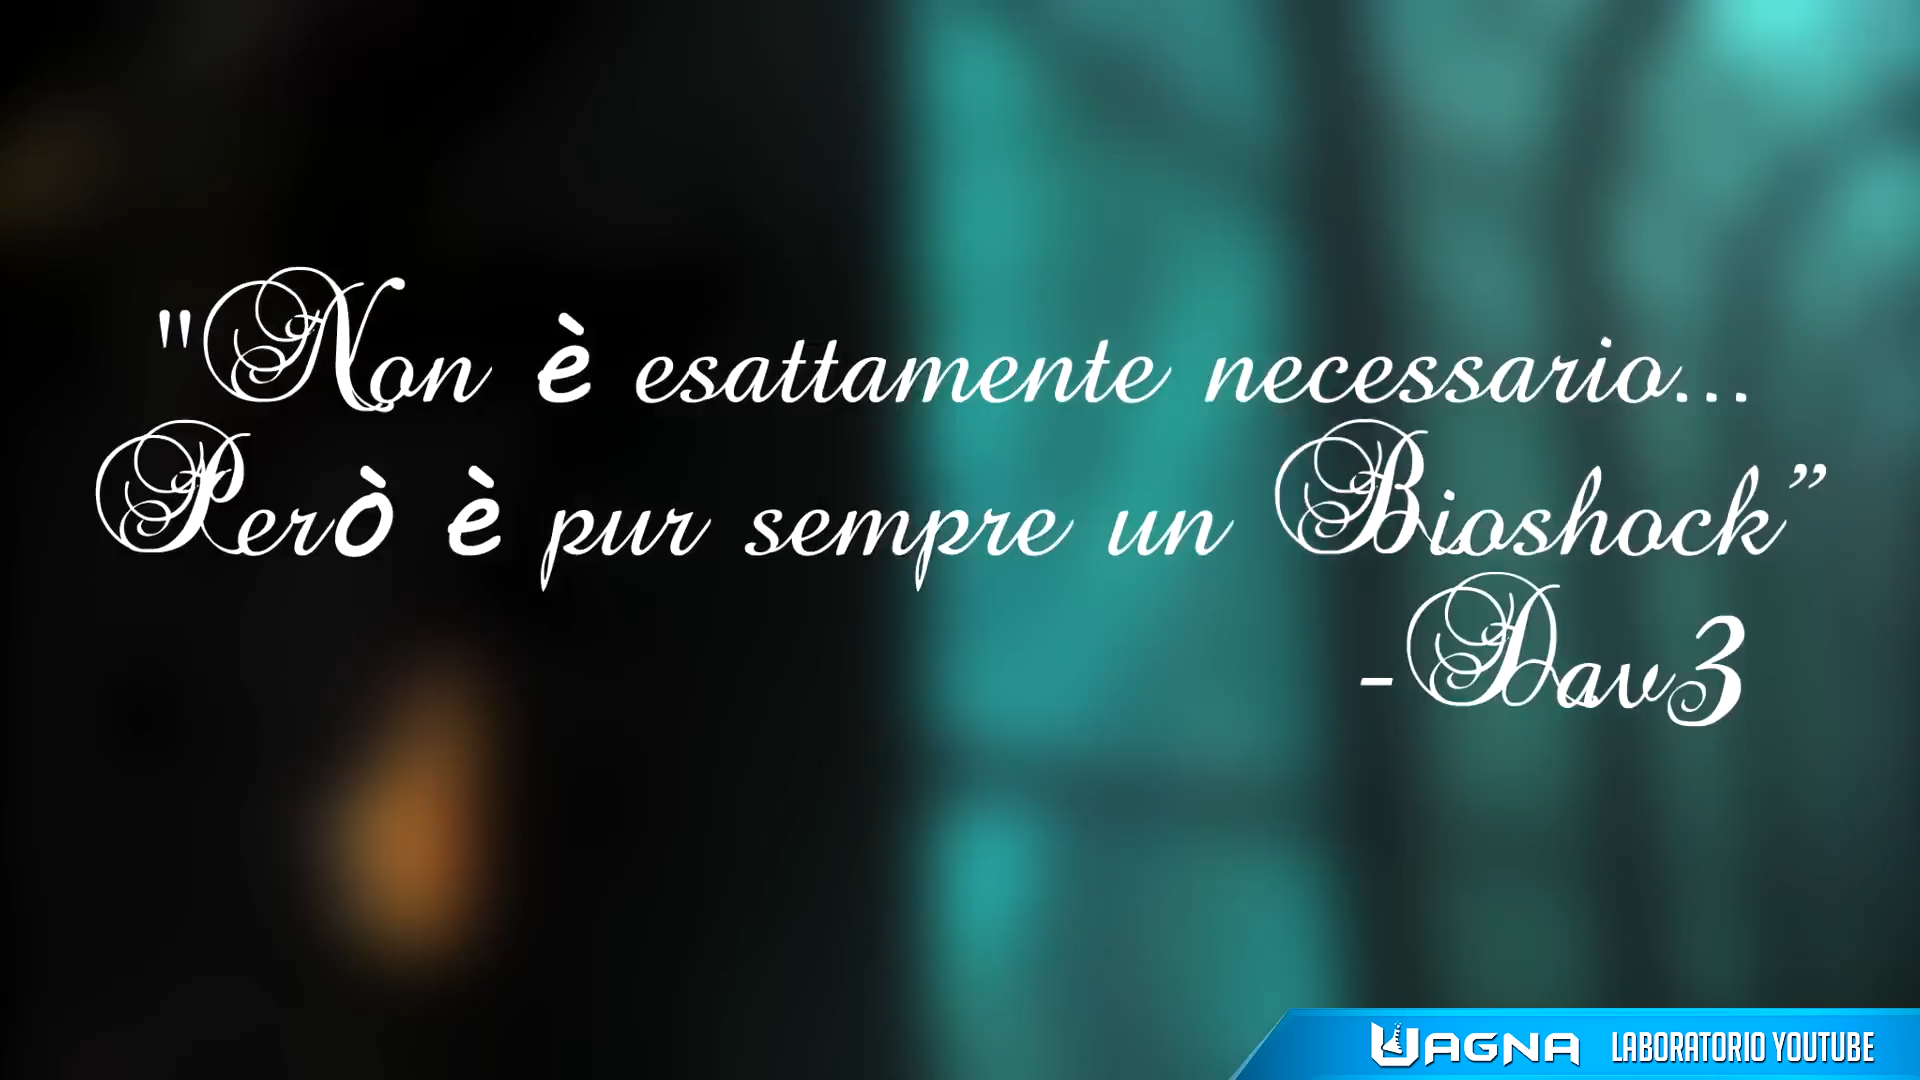 "Non è esattamente necessario...
Però è pur sempre un Bioshock”
-Dav3
UAGNA LABORATORIO YOUTUBE